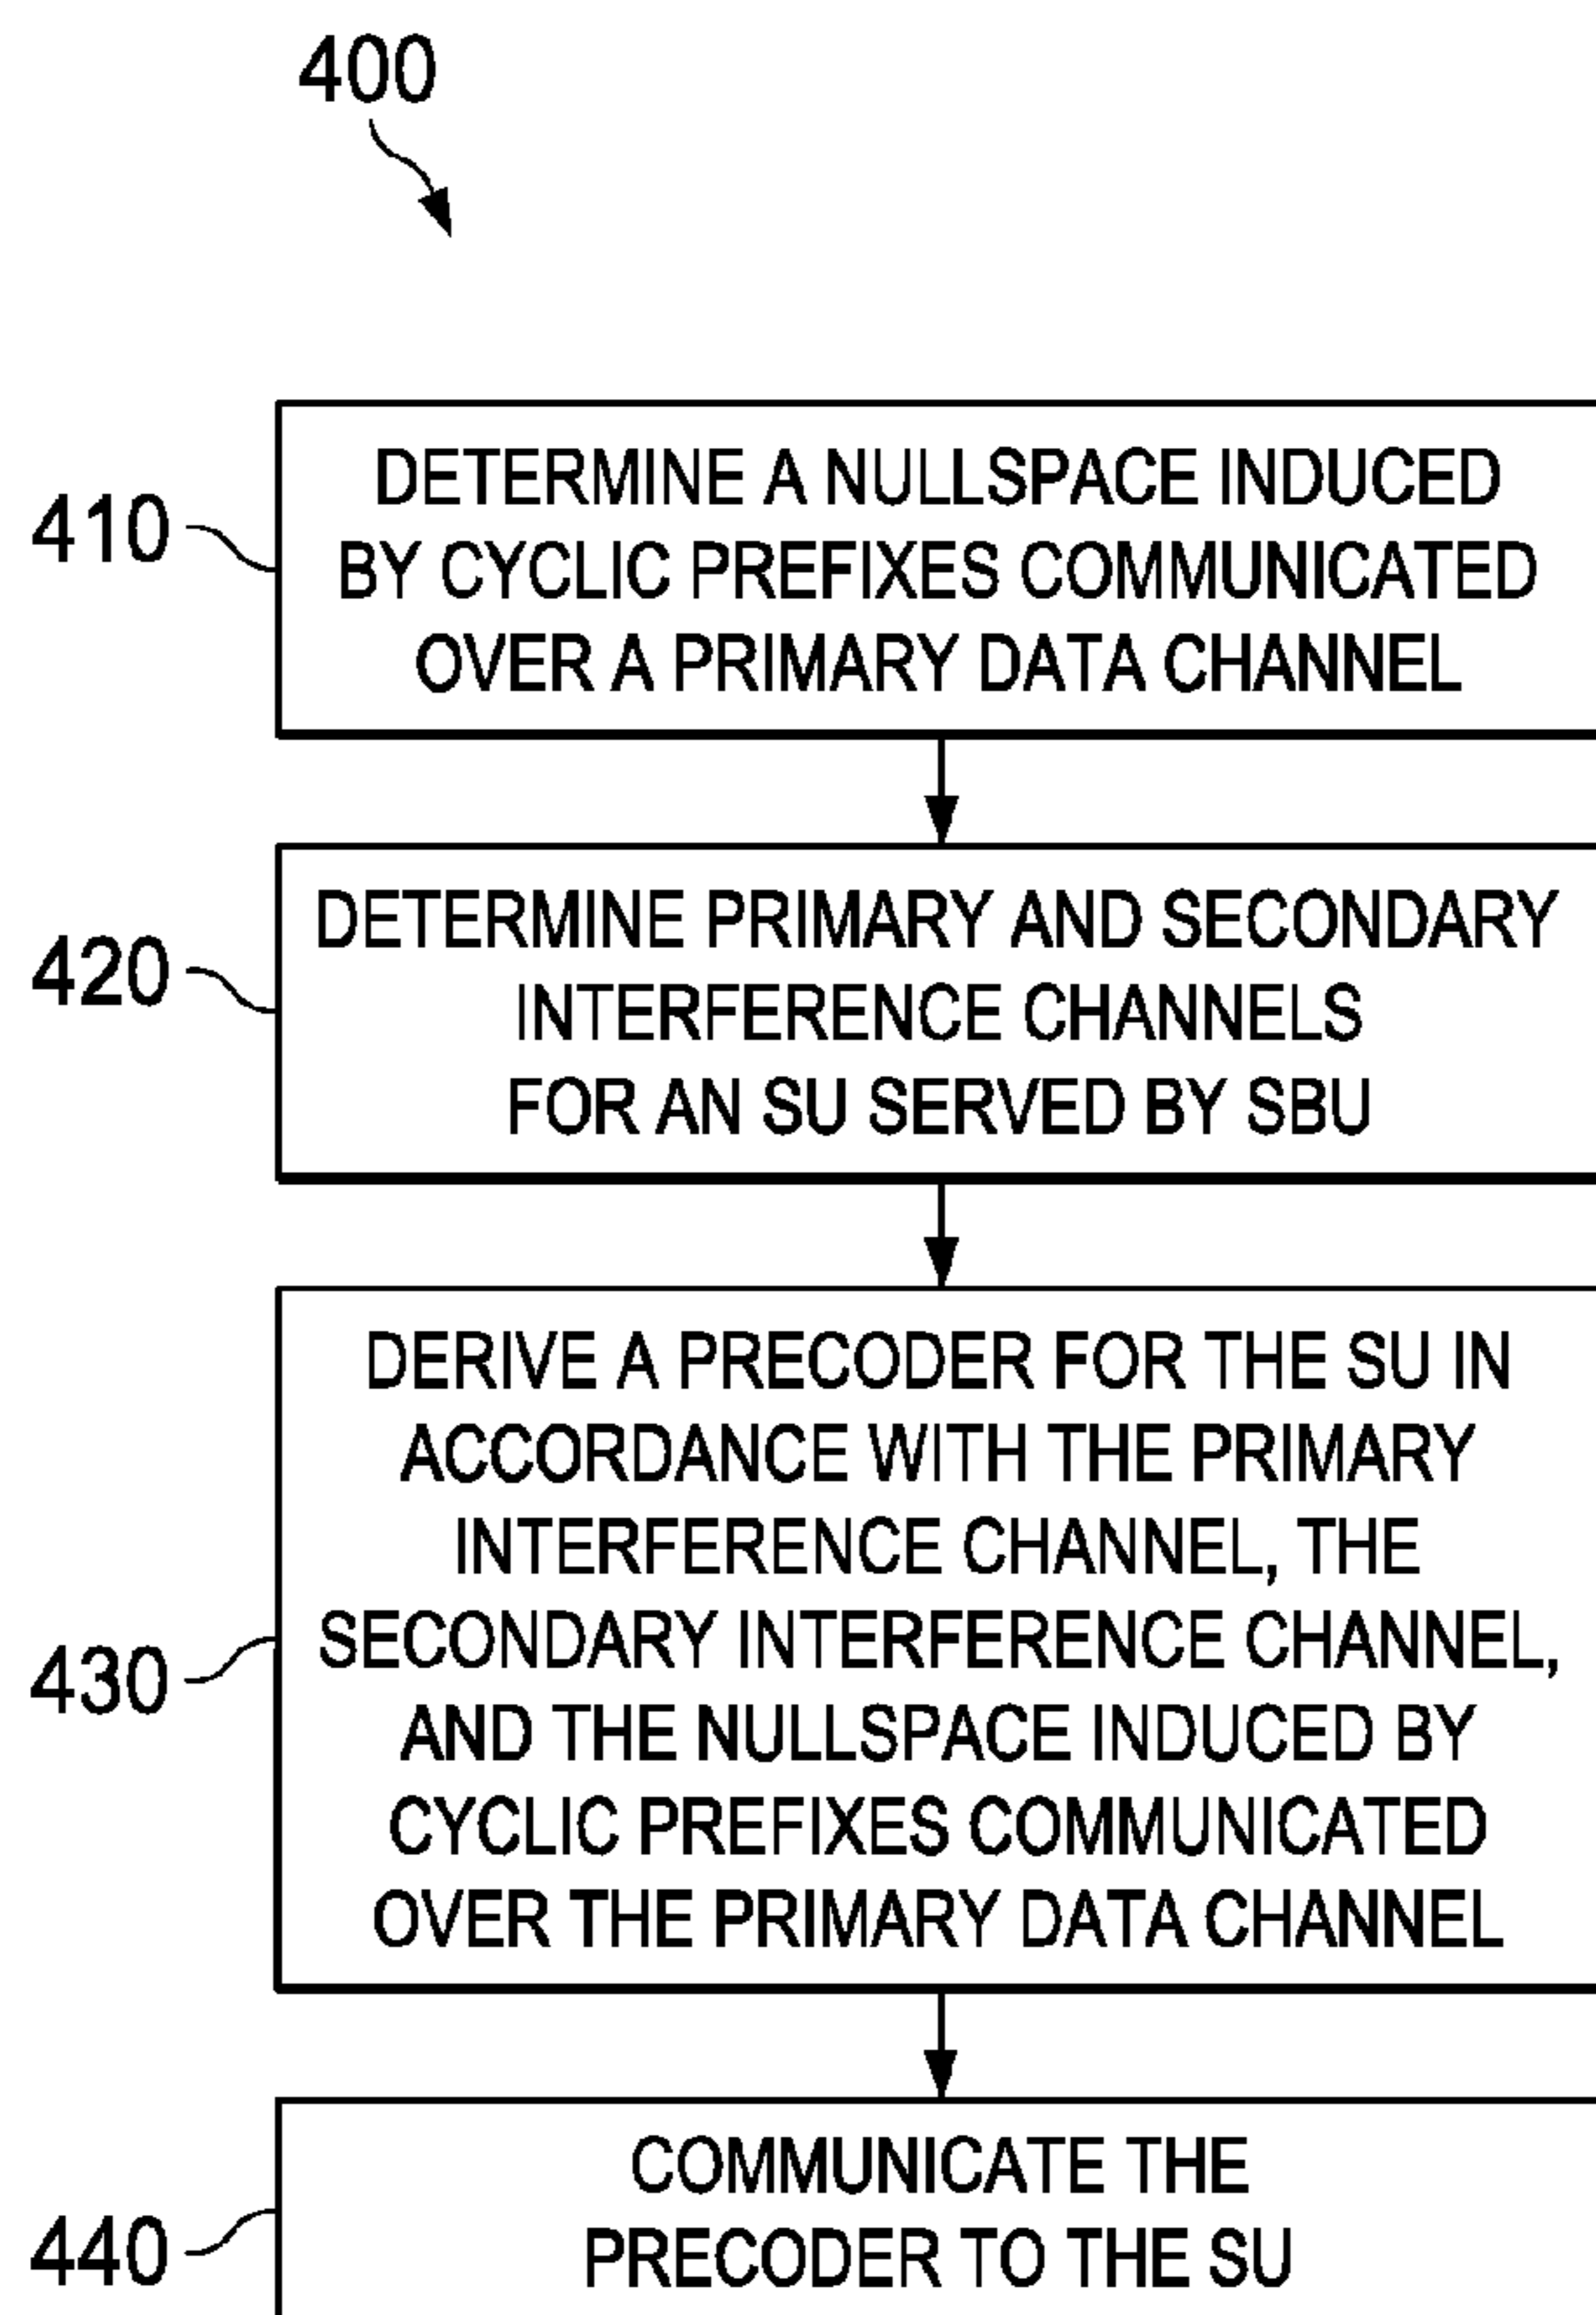 400
410
DETERMINE A NULLSPACE INDUCED
BY CYCLIC PREFIXES COMMUNICATED
OVER A PRIMARY DATA CHANNEL
420
DETERMINE PRIMARY AND SECONDARY
INTERFERENCE CHANNELS
FOR AN SU SERVED BY SBU
430
DERIVE A PRECODER FOR THE SU IN
ACCORDANCE WITH THE PRIMARY
INTERFERENCE CHANNEL, THE
SECONDARY INTERFERENCE CHANNEL,
AND THE NULLSPACE INDUCED BY
CYCLIC PREFIXES COMMUNICATED
OVER THE PRIMARY DATA CHANNEL
440
COMMUNICATE THE
PRECODER TO THE SU